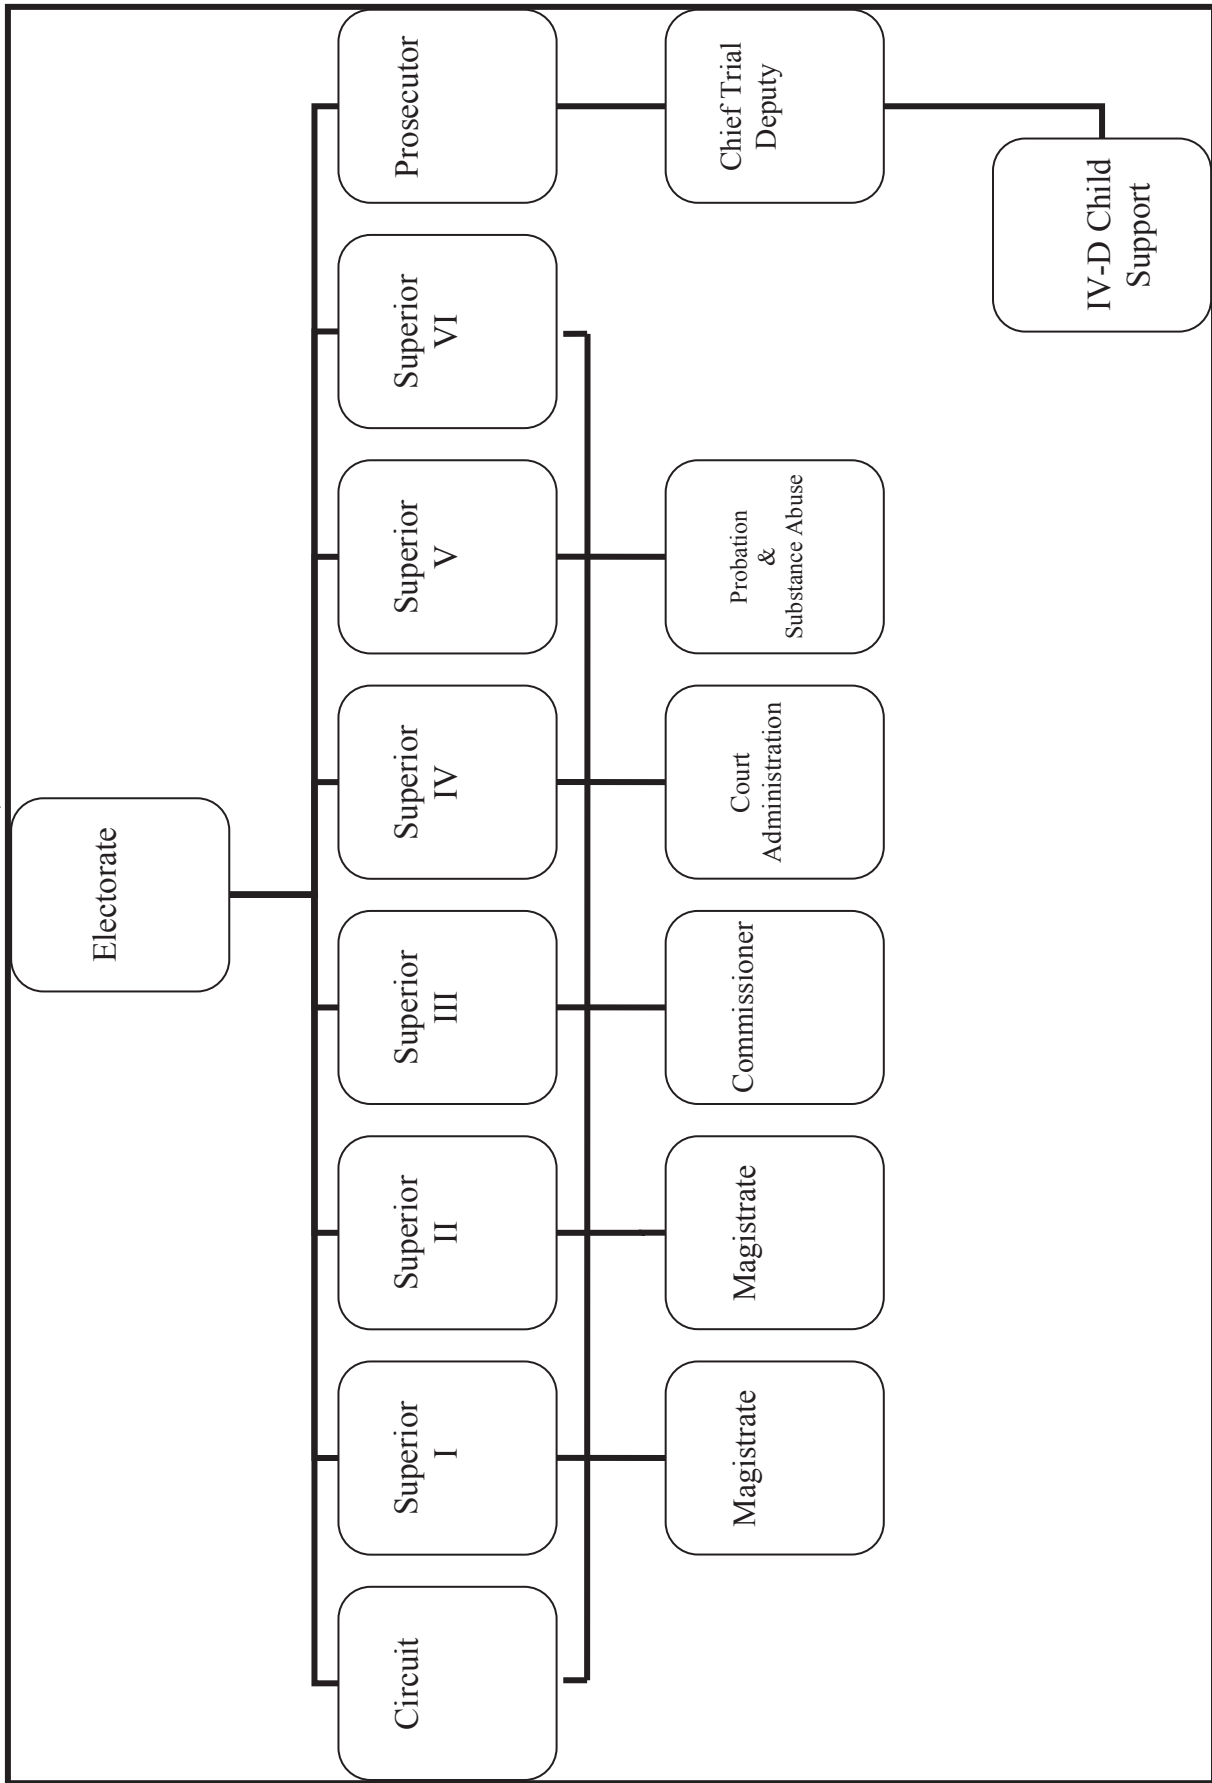 Electorate
Circuit
Superior
I
Superior
II
Superior
III
Superior
IV
Superior
V
Superior
VI
Prosecutor
Magistrate
Magistrate
Commissioner
Court
Administration
Probation
&
Substance Abuse
Chief Trial
Deputy
IV-D Child
Support